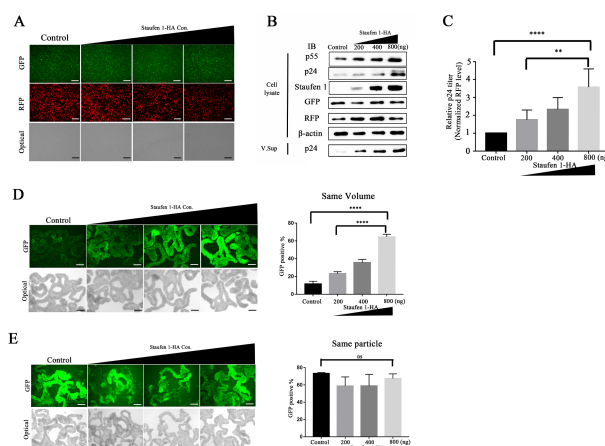 A
Staufen 1-HA Con.
Control
GFP
RFP
Optical
B
Staufen 1-HA
IB Control 200 400 800(ng)
Cell lysate
p55
p24
Staufen 1
GFP
RFP
β-actin
V.Sup
p24
C
Relative p24 titer
(Normalized RFP level)
****
**
5
4
3
2
1
0
Control 200 400 800 (ng)
Staufen 1-HA
D
Staufen 1-HA Con.
Control
GFP
Optical
Same Volume
****
****
GFP positive %
80
60
40
20
0
Control 200 400 800 (ng)
Staufen 1-HA
E
Staufen 1-HA Con.
Control
GFP
Optical
Same particle
ns
GFP positive %
80
60
40
20
0
Control 200 400 800 (ng)